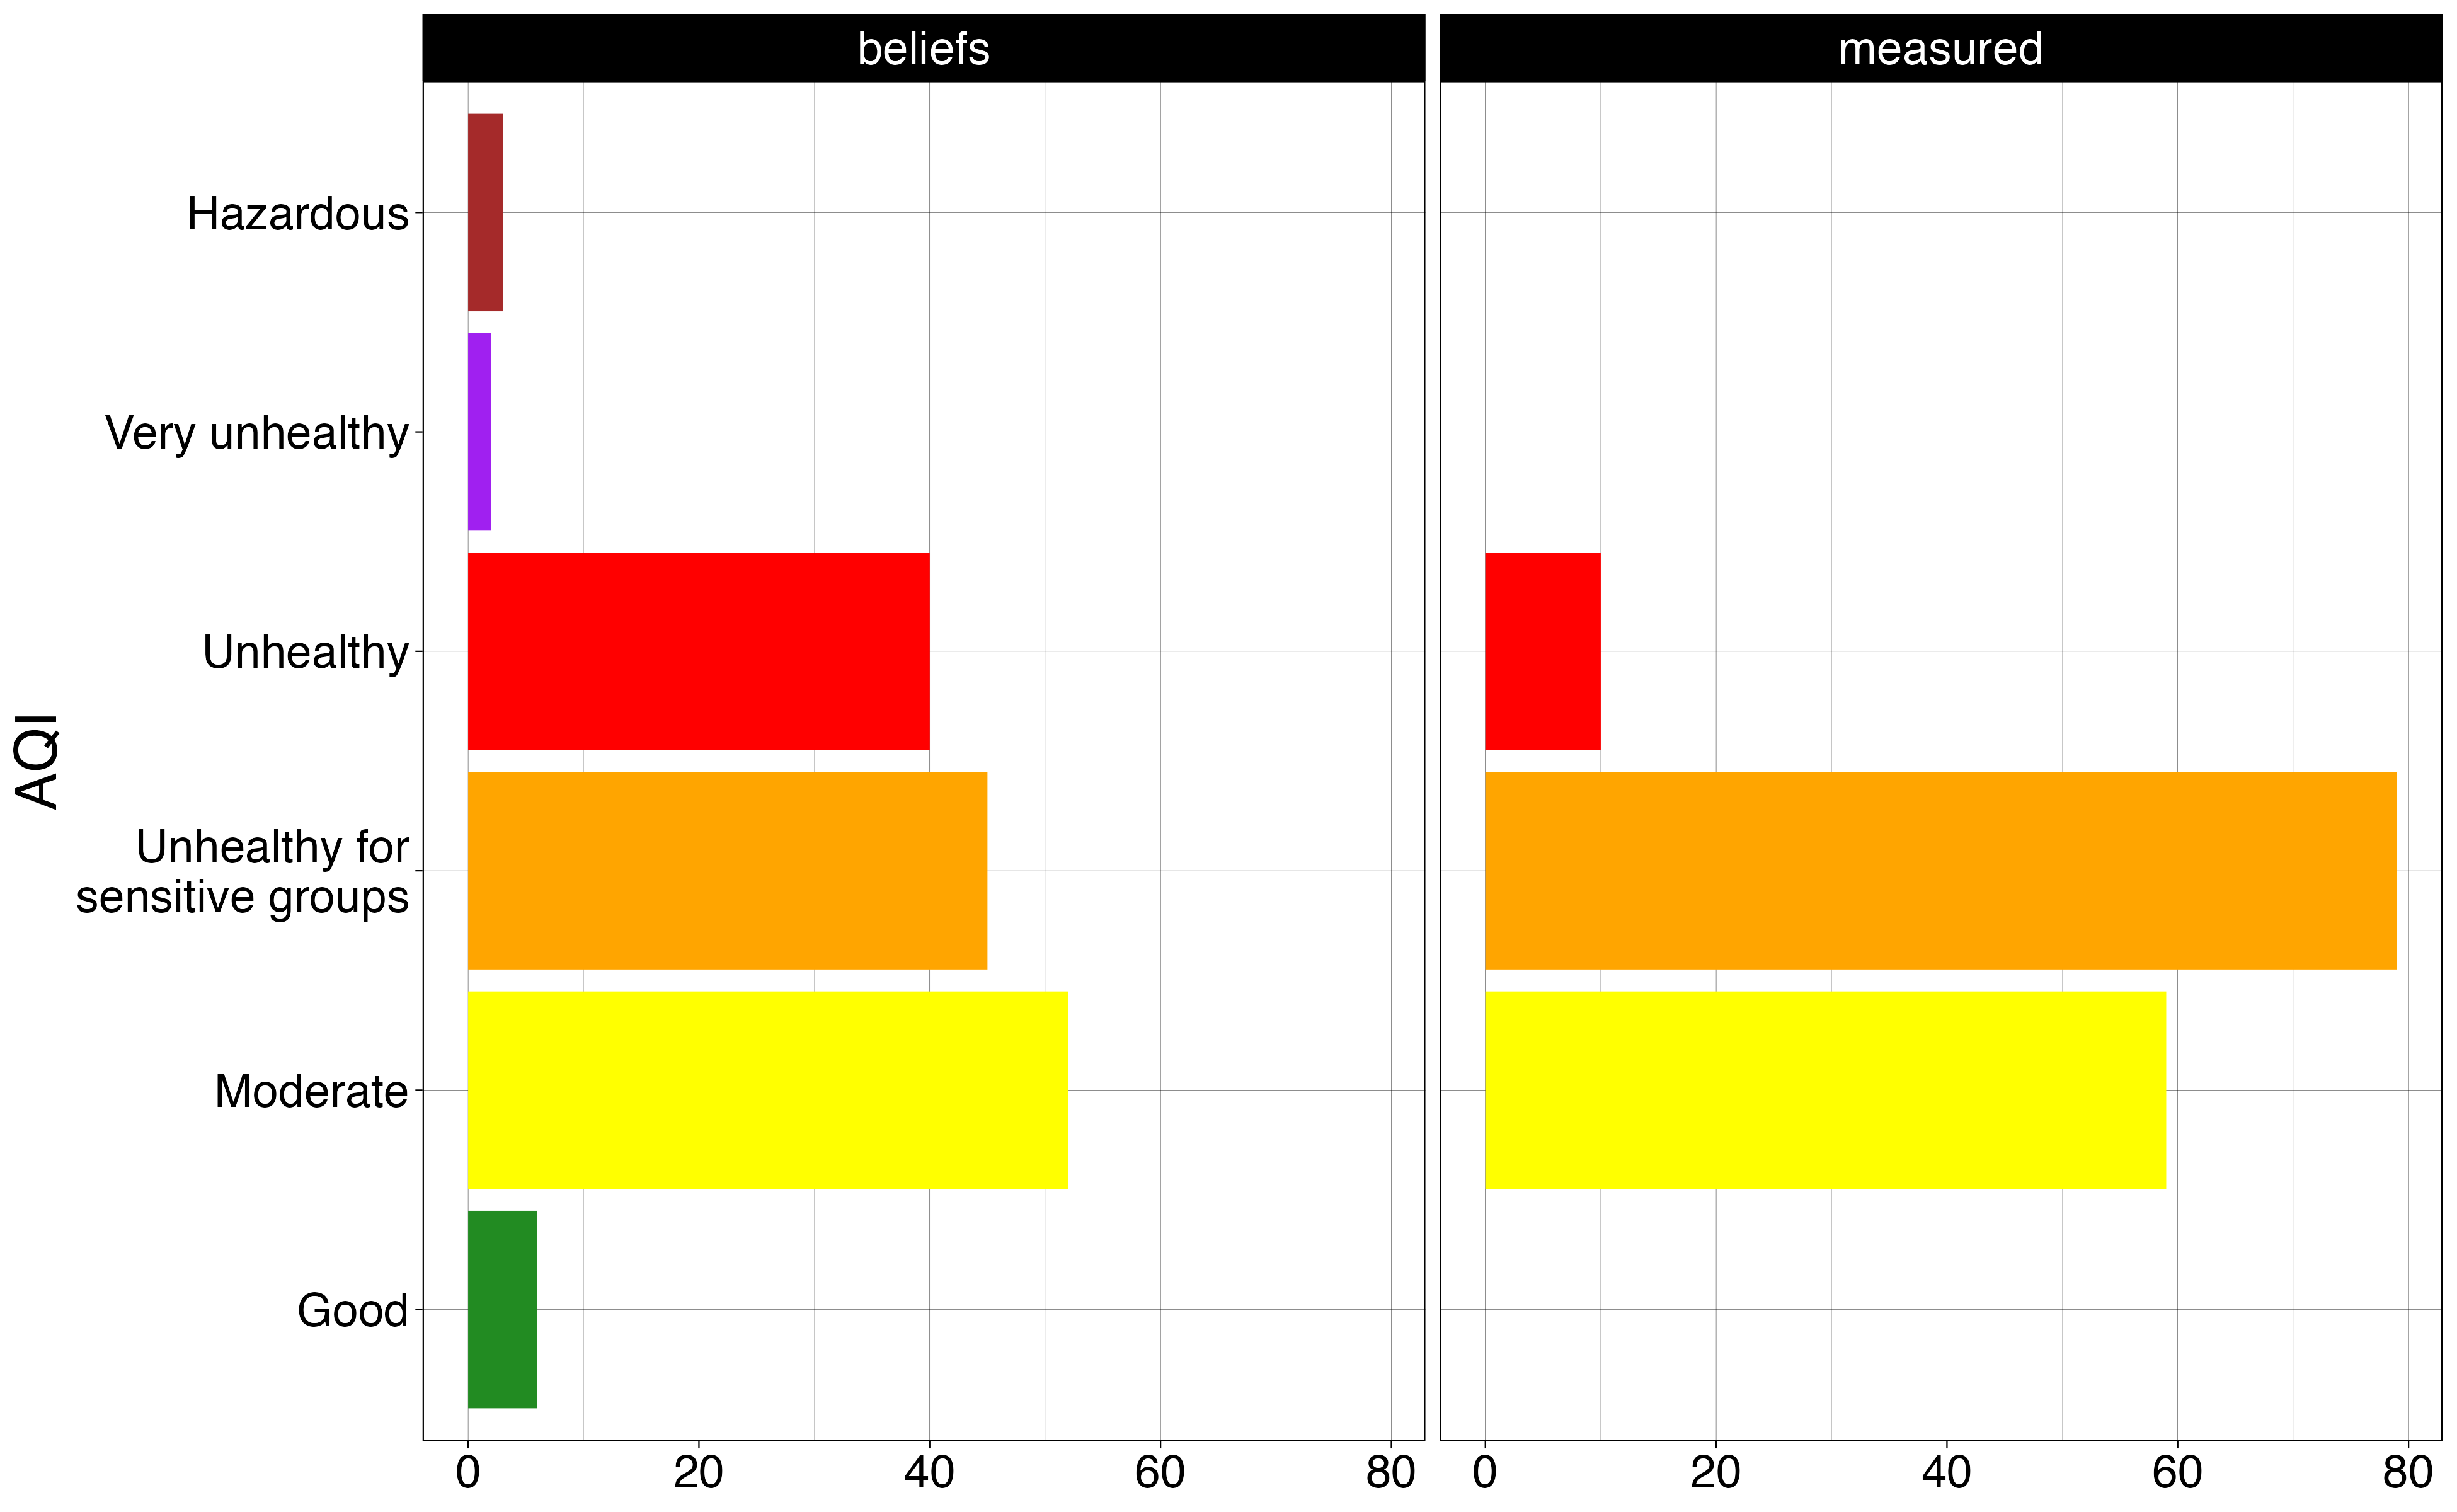 beliefs
measured
Hazardous
Very unhealthy
Unhealthy
Unhealthy for
sensitive groups
Moderate
Good
AQI
0 20 40 60 80
0 20 40 60 80